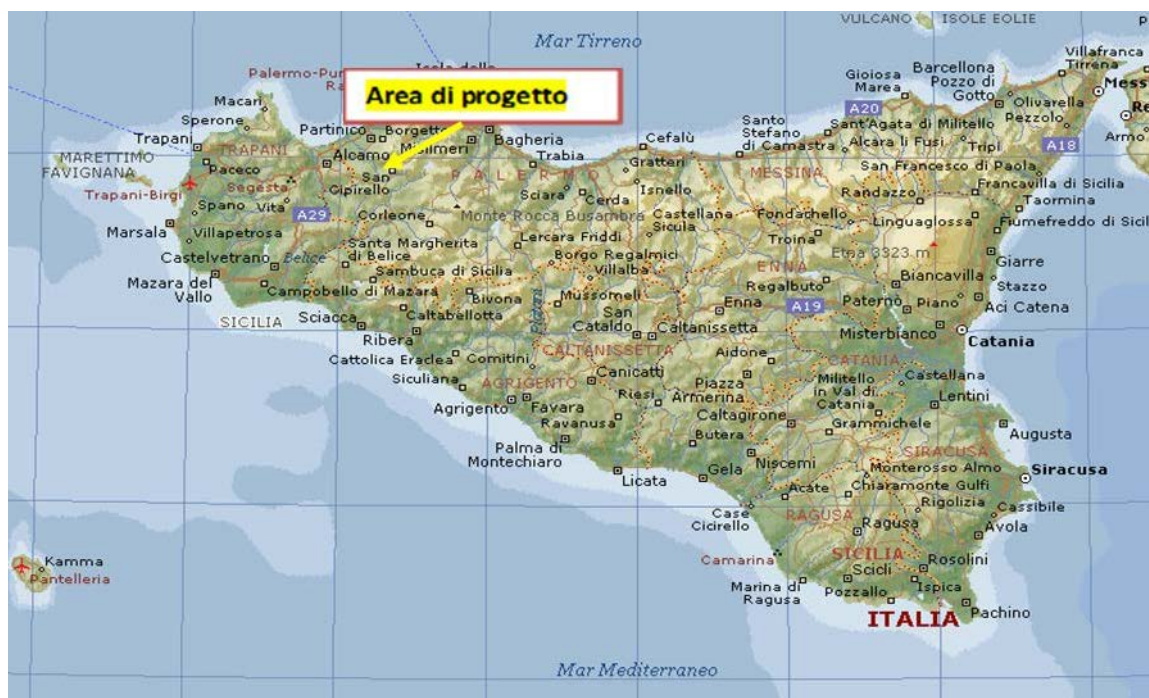 VULCANO
ISOLE EOLIE
Mar Tirreno
Villafranca
Tirrena
Palermo-Pu
Isola delle
Area di progetto
Gioiosa
Marea
Barcellona
Pozzo di
Gotto
Mess
Macari
Sperone
A20
Olivarella
Pezzolo
Re
Trapani
Partinico
Borgetto
Bagheria
Cefalù
Santo
Stefano
di Camastra
Sant'Agata di Militello
Armo
TRAPANI
Alcamo
Misilmeri
Trabia
Gratteri
Alcara li Fusi
Tripi
A18
MARETTIMO
FAVIGNANA
Paceco
Segesta
San
Cipirello
PALERMO
MESSINA
San Francesco di Paola
Trapani-Birgi
Sciara
Cerda
Isnello
Randazzo
Francavilla di Sicilia
Spano
Vita
A29
Corleone
Monte Rocca Busambra
Castellana
Sicula
Fondachello
Linguaglossa
Taormina
Fiumefreddo di Sicil
Marsala
Villapetrosa
Santa Margherita
di Belice
Lercara Friddi
Troina
Etna 3323 m
Castelvetrano
Belice
Borgo Regalmici
Giarre
Mazara del
Vallo
Sambuca di Sicilia
Villalba
ENNA
Regalbuto
Biancavilla
Stazzo
Campobello di Mazara
Bivona
Mussomeli
Enna
A19
Paternò
Piano
Aci Catena
SICILIA
Sciacca
Caltabellotta
Platani
San
Cataldo
Caltanissetta
Misterbianco
Catania
Ribera
Cattolica Eraclea
Comitini
CALTANISSETTA
Aidone
CATANIA
Siculiana
AGRIGENTO
Canicatti
Piazza
Armerina
Militello
in Val di
Catania
Castellana
Agrigento
Favara
Riesi
Caltagirone
Lentini
Ravanusa
Grammichele
Augusta
Palma di
Montechiaro
Butera
SIRACUSA
Licata
Gela
Niscemi
Monterosso Almo
Siracusa
Acate
Chiaramonte Gulfi
Case
Cicirello
RAGUSA
Rigolizia
Cassibile
Ragusa
Avola
Kamma
Pantelleria
Camarina
SICILIA
Rosolini
Marina di
Ragusa
Scicli
Ispica
Pozzallo
Pachino
ITALIA
Mar Mediterraneo